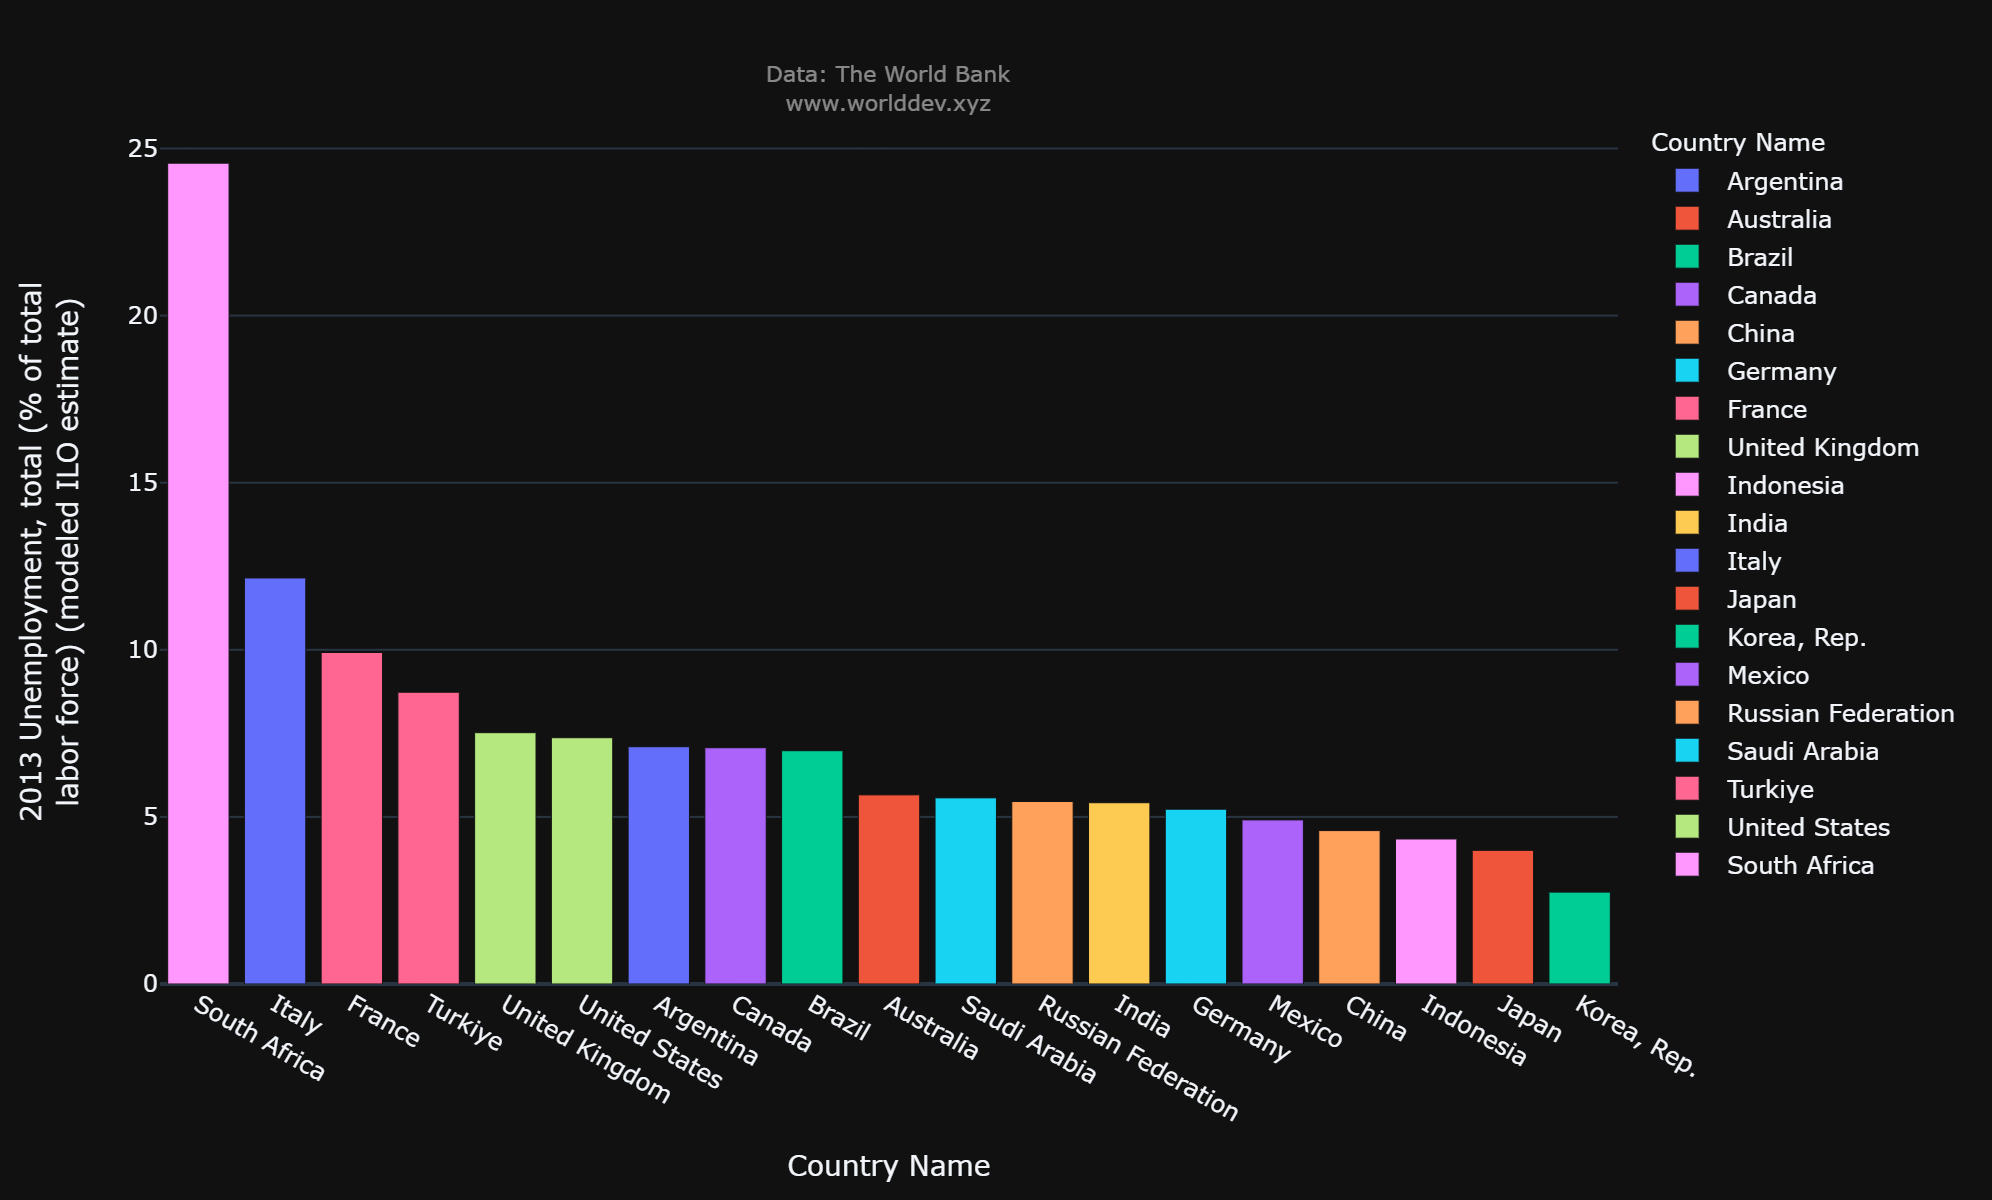 Data: The World Bank
www.worlddev.xyz
2013 Unemployment, total (% of total
labor force) (modeled ILO estimate)
25
20
15
10
5
0
South Africa
Italy
France
Turkiye
United Kingdom
United States
Argentina
Canada
Brazil
Australia
Saudi Arabia
Russian Federation
India
Germany
Mexico
China
Indonesia
Japan
Korea, Rep.
Country Name
Country Name
Argentina
Australia
Brazil
Canada
China
Germany
France
United Kingdom
Indonesia
India
Italy
Japan
Korea, Rep.
Mexico
Russian Federation
Saudi Arabia
Turkiye
United States
South Africa